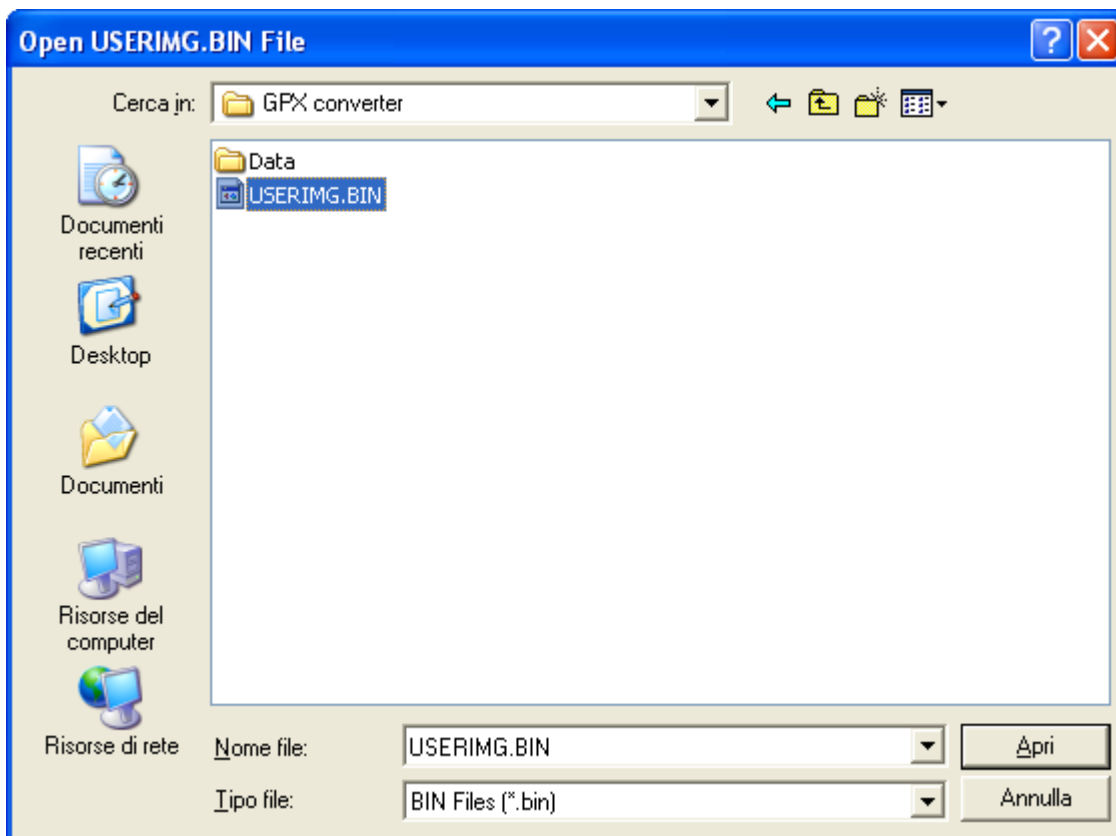 Open USERIMG.BIN File
Cerca in:
GPX converter
Data
USERIMG.BIN
Documenti
recenti
Desktop
Documenti
Risorse del
computer
Risorse di rete
Nome file:
USERIMG.BIN
Apri
Tipo file:
BIN Files (*.bin)
Annulla